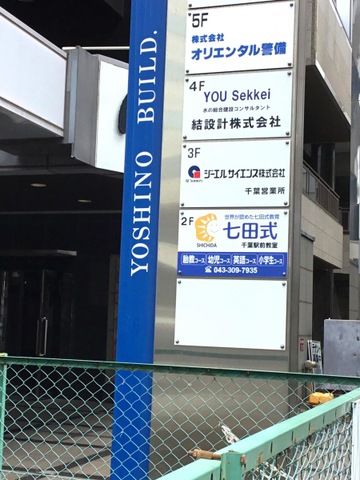 YOSHINO BUILD.
5F
株式会社
オリエンタル警備
4F
YOU Sekkei
水の総合建設コンサルタント
結設計株式会社
3F
ジーエルサイエンス株式会社
千葉営業所
2F
世界が認めた七田式教育
七田式
SHICHIDA
千葉駅前教室
胎教コース 幼児コース 英語コース 小学生コース
043-309-7935